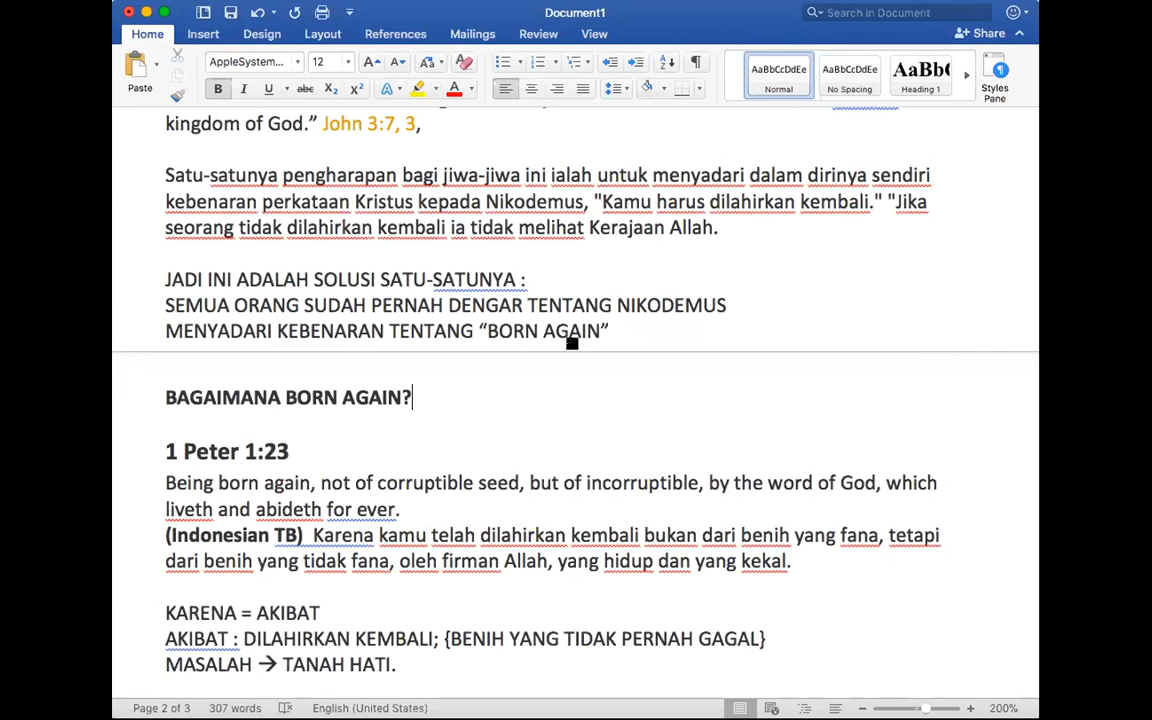 Document1
Search in Document
Home Insert Design Layout References Mailings Review View
Share
Paste
AppleSystem...
12
AaBbCcDdEe
Normal
AaBbCcDdEe
No Spacing
AaBb(
Heading 1
Styles
Pane
kingdom of God.” John 3:7, 3,
Satu-satunya pengharapan bagi jiwa-jiwa ini ialah untuk menyadari dalam dirinya sendiri
kebenaran perkataan Kristus kepada Nikodemus, "Kamu harus dilahirkan kembali." "Jika
seorang tidak dilahirkan kembali ia tidak melihat Kerajaan Allah.
JADI INI ADALAH SOLUSI SATU-SATUNYA :
SEMUA ORANG SUDAH PERNAH DENGAR TENTANG NIKODEMUS
MENYADARI KEBENARAN TENTANG “BORN AGAIN”
BAGAIMANA BORN AGAIN?
1 Peter 1:23
Being born again, not of corruptible seed, but of incorruptible, by the word of God, which
liveth and abideth for ever.
(Indonesian TB) Karena kamu telah dilahirkan kembali bukan dari benih yang fana, tetapi
dari benih yang tidak fana, oleh firman Allah, yang hidup dan yang kekal.
KARENA = AKIBAT
AKIBAT : DILAHIRKAN KEMBALI; {BENIH YANG TIDAK PERNAH GAGAL}
MASALAH → TANAH HATI.
Page 2 of 3 307 words English (United States) 200%